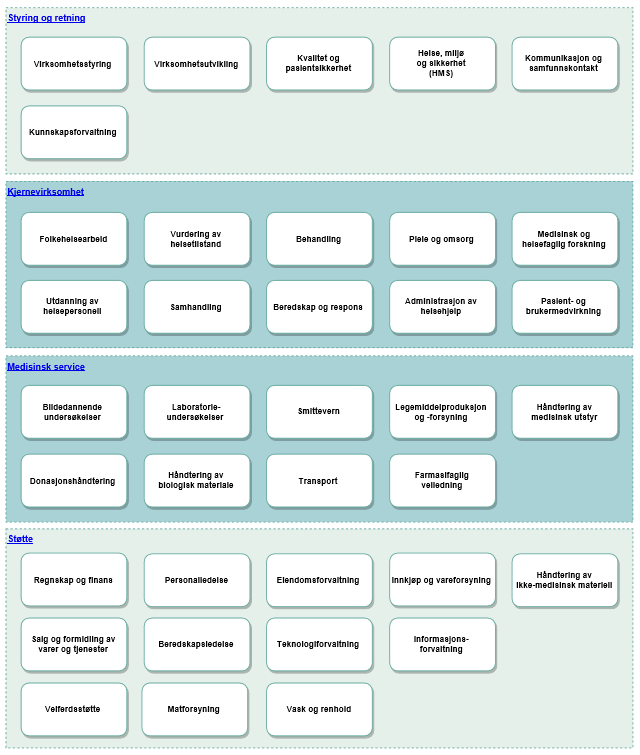 Styring og retning
Virksomhetsstyring
Virksomhetsutvikling
Kvalitet og
pasientsikkerhet
Helse, miljø
og sikkerhet
(HMS)
Kommunikasjon og
samfunnskontakt
Kunnskapsforvaltning
Kjernevirksomhet
Folkehelsearbeid
Vurdering av
helsetilstand
Behandling
Pleie og omsorg
Medisinsk og
helsefaglig forskning
Utdanning av
helsepersonell
Samhandling
Beredskap og respons
Administrasjon av
helsehjelp
Pasient- og
brukermedvirkning
Medisinsk service
Bildedannende
undersøkelser
Laboratorie-
undersøkelser
Smittevern
Legemiddelproduksjon
og -forsyning
Håndtering av
medisinsk utstyr
Donasjonshåndtering
Håndtering av
biologisk materiale
Transport
Farmasifaglig
veiledning
Støtte
Regnskap og finans
Personalledelse
Eiendomsforvaltning
Innkjøp og vareforsyning
Håndtering av
ikke-medisinsk materiell
Salg og formidling av
varer og tjenester
Beredskapsledelse
Teknologiforvaltning
Informasjons-
forvaltning
Velferdsstøtte
Matforsyning
Vask og renhold